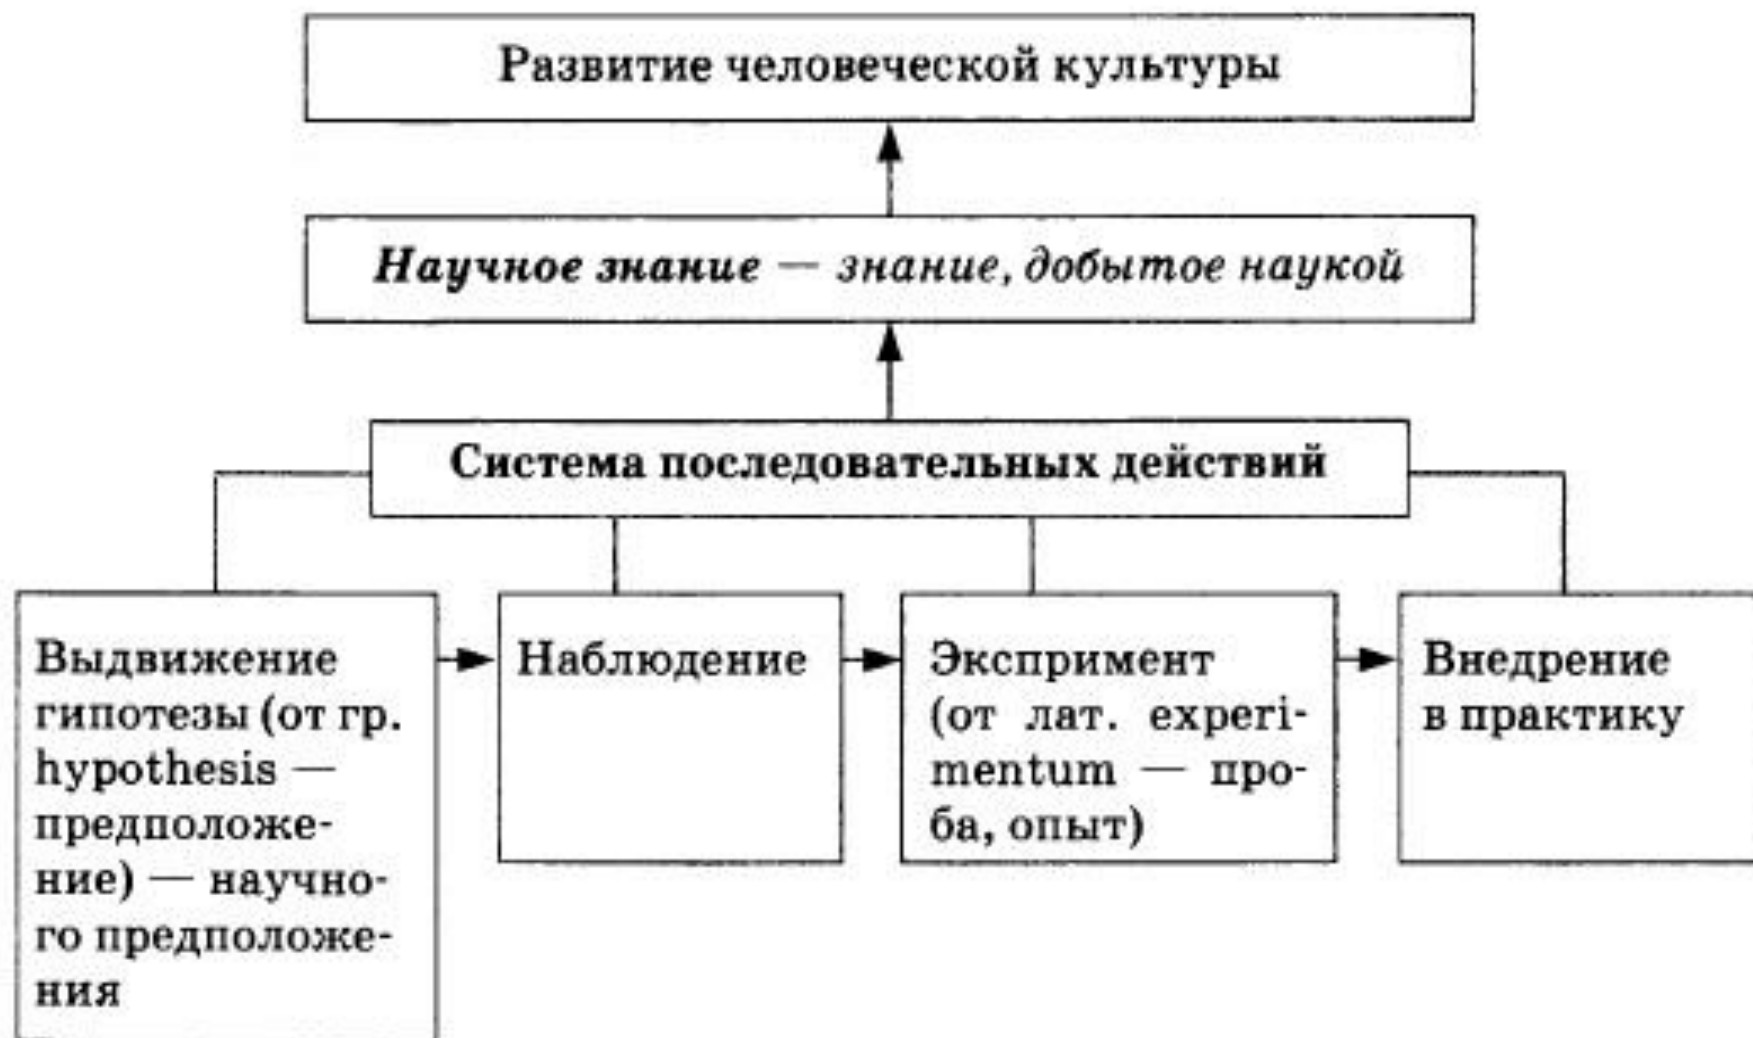 Развитие человеческой культуры
Научное знание — знание, добытое наукой
Система последовательных действий
Выдвижение
гипотезы (от гр.
hypothesis —
предположе-
ние) — научно-
го предположе-
ния
Наблюдение
Экспримент
(от лат. experi-
mentum — про-
ба, опыт)
Внедрение
в практику